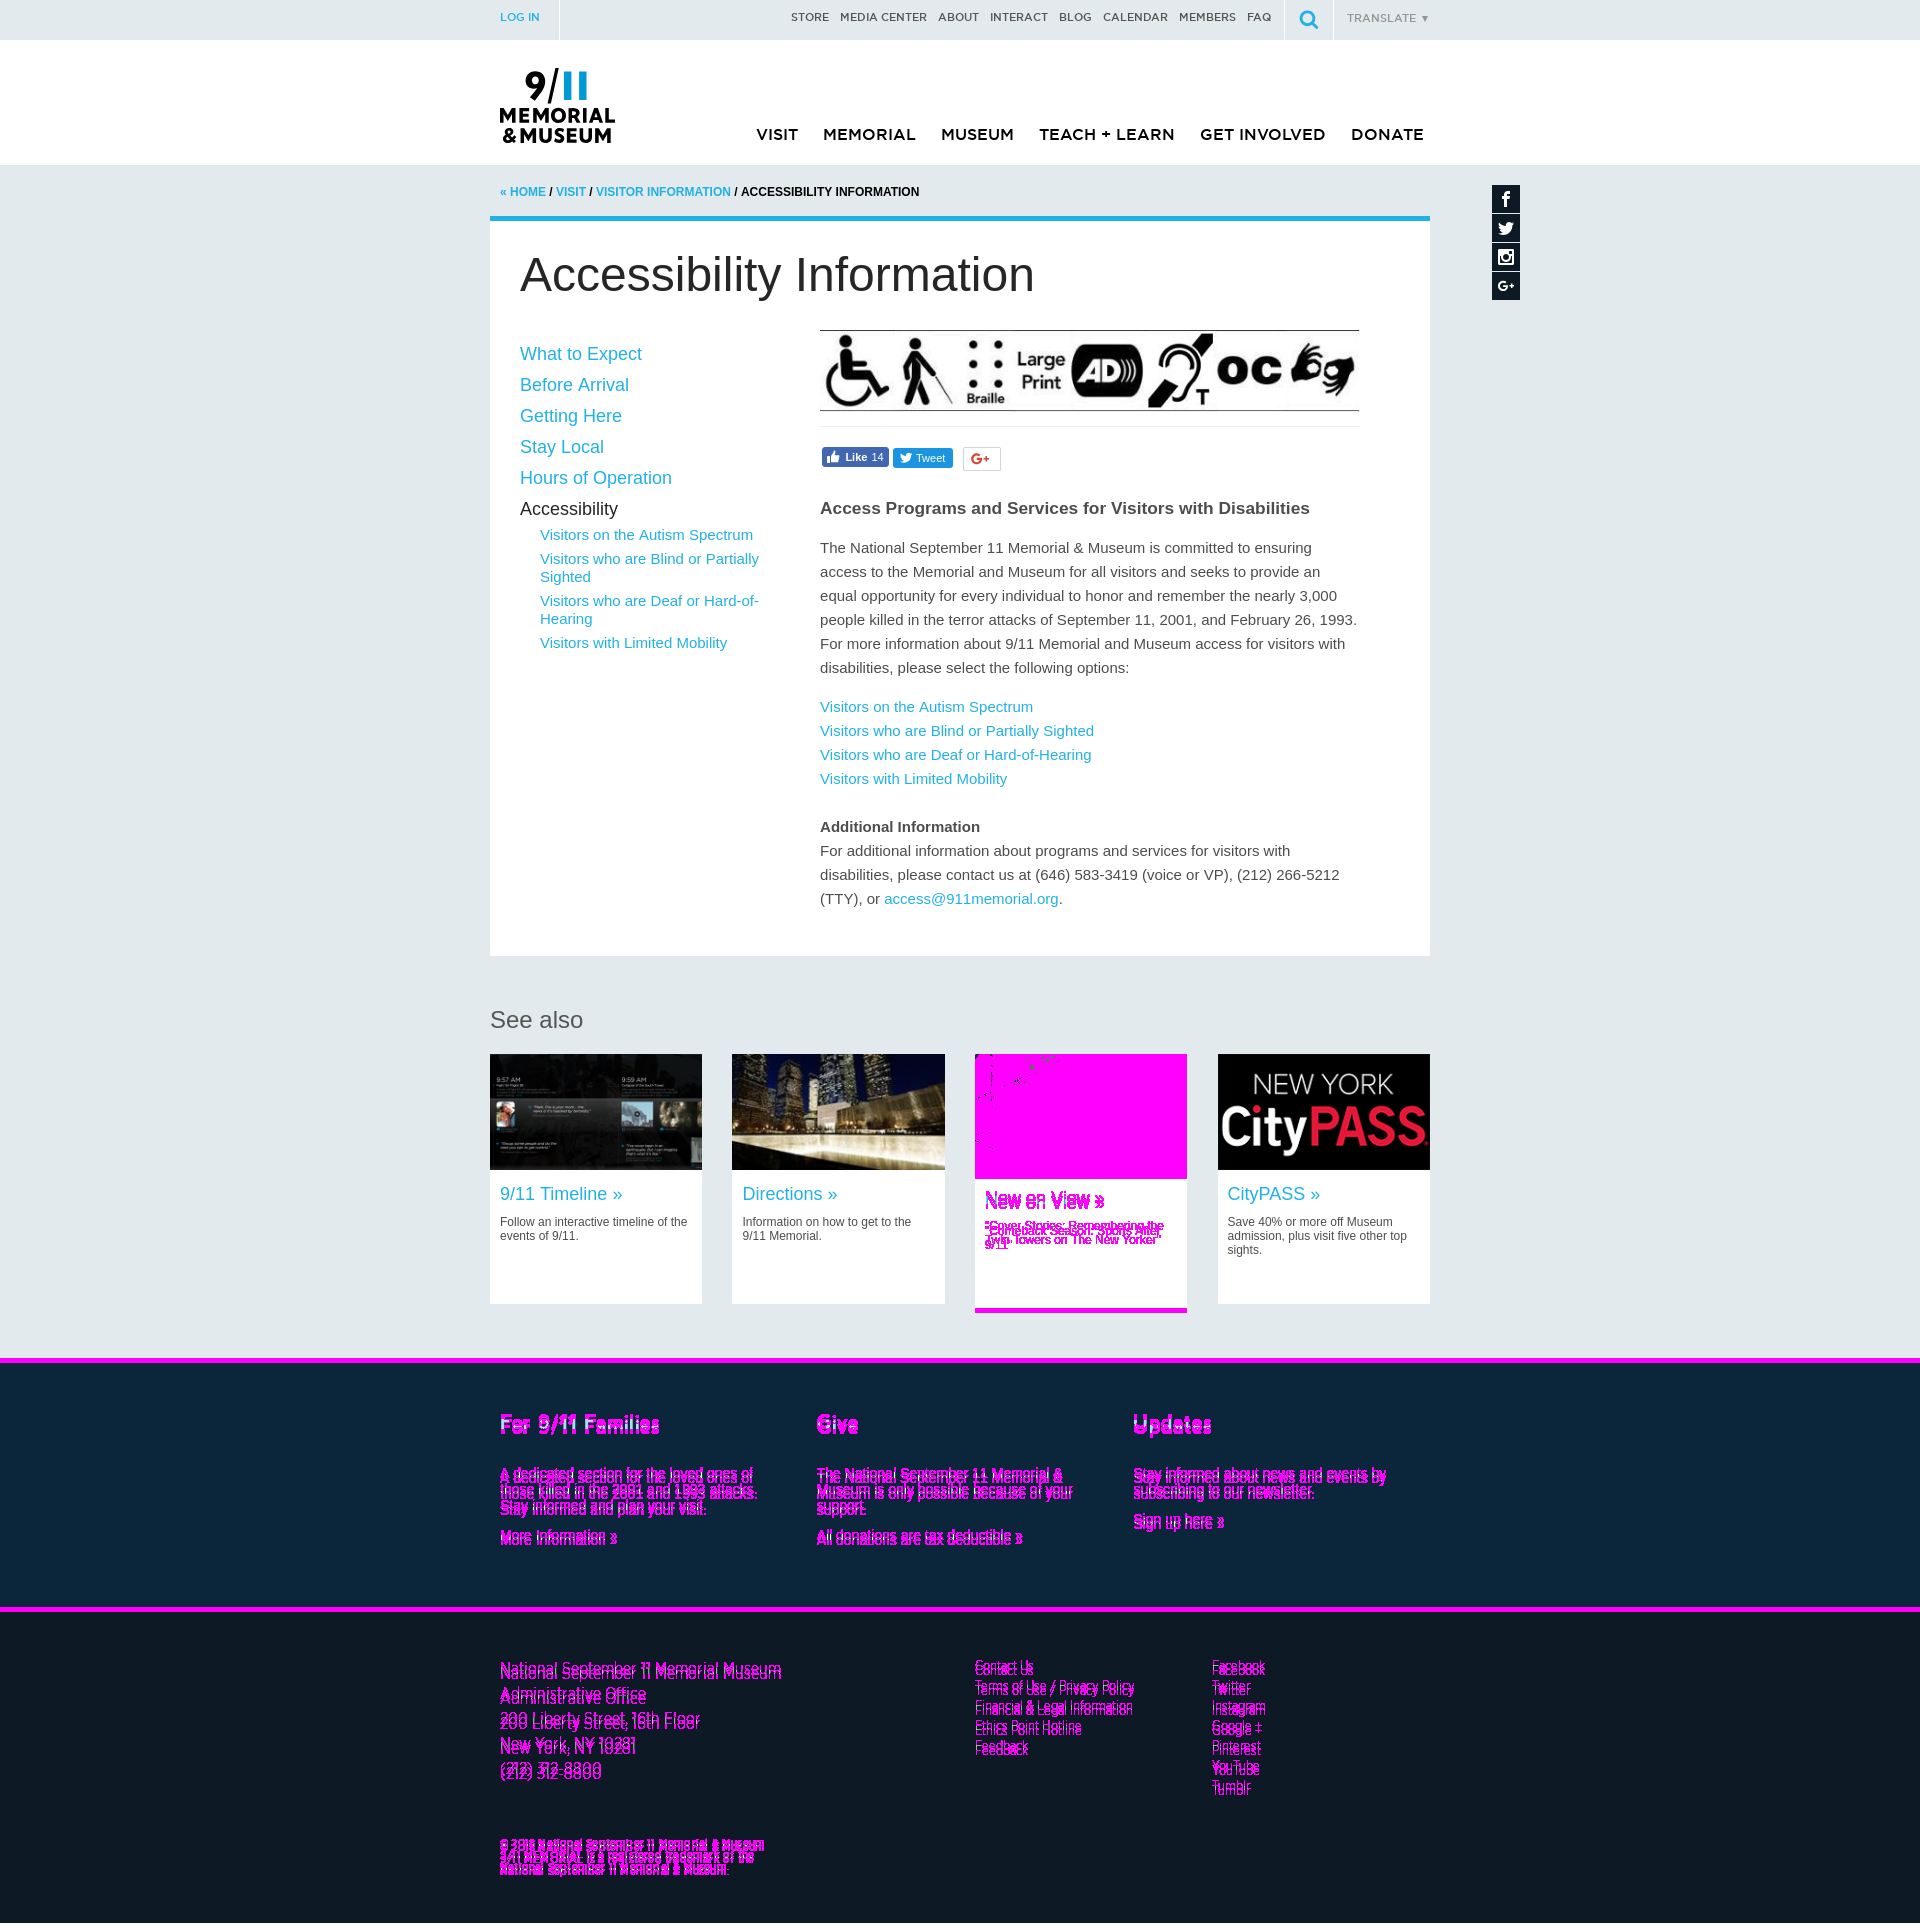 LOG IN
STORE MEDIA CENTER ABOUT INTERACT BLOG CALENDAR MEMBERS FAQ
TRANSLATE ▼
9/11
MEMORIAL
& MUSEUM
VISIT MEMORIAL MUSEUM TEACH + LEARN GET INVOLVED DONATE
« HOME / VISIT / VISITOR INFORMATION / ACCESSIBILITY INFORMATION
Accessibility Information
What to Expect
Before Arrival
Getting Here
Stay Local
Hours of Operation
Accessibility
Visitors on the Autism Spectrum
Visitors who are Blind or Partially
Sighted
Visitors who are Deaf or Hard-of-
Hearing
Visitors with Limited Mobility
Braille
Large
Print
AD
T
OC
Like 14
Tweet
G+
Access Programs and Services for Visitors with Disabilities
The National September 11 Memorial & Museum is committed to ensuring
access to the Memorial and Museum for all visitors and seeks to provide an
equal opportunity for every individual to honor and remember the nearly 3,000
people killed in the terror attacks of September 11, 2001, and February 26, 1993.
For more information about 9/11 Memorial and Museum access for visitors with
disabilities, please select the following options:
Visitors on the Autism Spectrum
Visitors who are Blind or Partially Sighted
Visitors who are Deaf or Hard-of-Hearing
Visitors with Limited Mobility
Additional Information
For additional information about programs and services for visitors with
disabilities, please contact us at (646) 583-3419 (voice or VP), (212) 266-5212
(TTY), or access@911memorial.org.
See also
9:57 AM
9:59 AM
9/11 Timeline »
Follow an interactive timeline of the
events of 9/11.
Directions »
Information on how to get to the
9/11 Memorial.
New on View »
"Cover Stories: Remembering the
Twin Towers on The New Yorker"
"Comeback Season: Sports After
9/11"
NEW YORK
CityPASS
CityPASS »
Save 40% or more off Museum
admission, plus visit five other top
sights.
For 9/11 Families
A dedicated section for the loved ones of
those killed in the 2001 and 1993 attacks.
Stay informed and plan your visit.
More Information »
Give
The National September 11 Memorial &
Museum is only possible because of your
support.
All donations are tax deductible »
Updates
Stay informed about news and events by
subscribing to our newsletter.
Sign up here »
National September 11 Memorial Museum
Administrative Office
200 Liberty Street, 16th Floor
New York, NY 10281
(212) 312-8800
Contact Us
Terms of Use / Privacy Policy
Financial & Legal Information
Ethics Point Hotline
Feedback
Facebook
Twitter
Instagram
Google +
Pinterest
YouTube
Tumblr
National September 11 Memorial & Museum
9/11 MEMORIAL is a registered trademark of the
National September 11 Memorial & Museum.